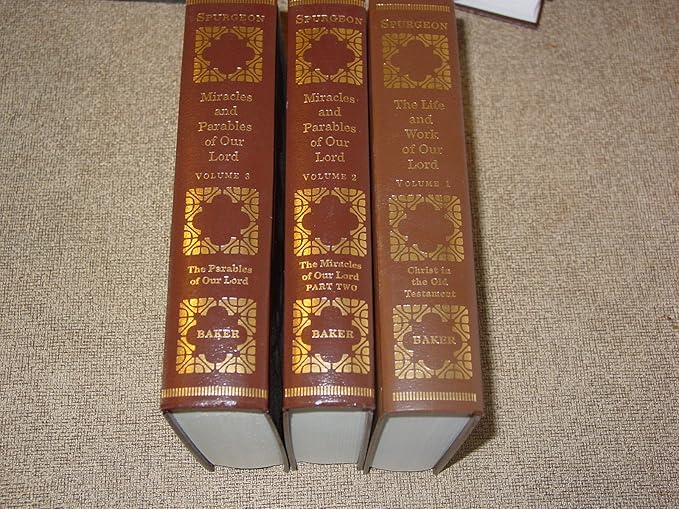 SPURGEON
Miracles
and
Parables
of Our
Lord
VOLUME 3
The Parables
of Our Lord
BAKER
SPURGEON
Miracles
and
Parables
of Our
Lord
VOLUME 2
The Miracles
of Our Lord
PART TWO
BAKER
SPURGEON
The Life
and
Work
of Our
Lord
VOLUME 1
Christ in
the Old
Testament
BAKER